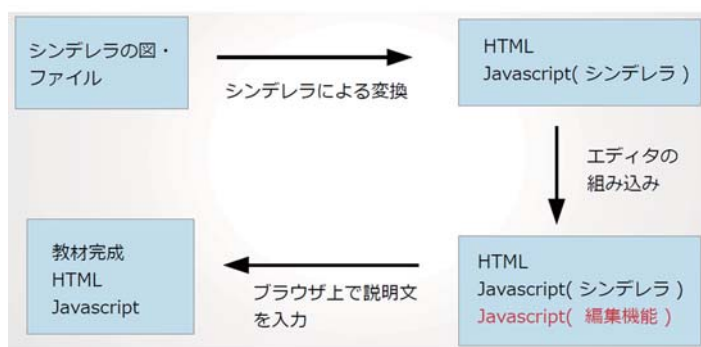 シンデレラの図・
ファイル
シンデレラによる変換
HTML
Javascript( シンデレラ )
エディタの
組み込み
HTML
Javascript( シンデレラ )
Javascript( 編集機能 )
ブラウザ上で説明文
を入力
教材完成
HTML
Javascript